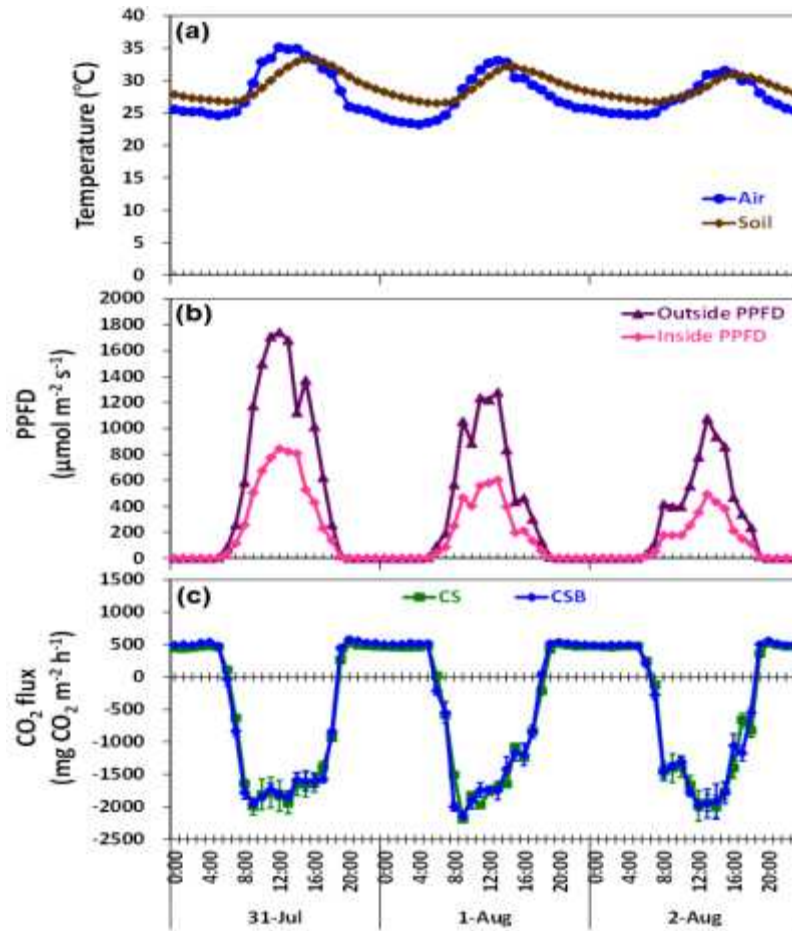 (a)
40
35
30
25
20
15
10
5
0
Temperature (℃)
Air
Soil
(b)
2000
1800
1600
1400
1200
1000
800
600
400
200
0
PPFD
(μmol m⁻² s⁻¹)
Outside PPFD
Inside PPFD
(c)
1500
1000
500
0
-500
-1000
-1500
-2000
-2500
CO₂ flux
(mg CO₂ m⁻² h⁻¹)
CS
CSB
0:00 4:00 8:00 12:00 16:00 20:00 0:00 4:00 8:00 12:00 16:00 20:00 0:00 4:00 8:00 12:00 16:00 20:00
31-Jul 1-Aug 2-Aug